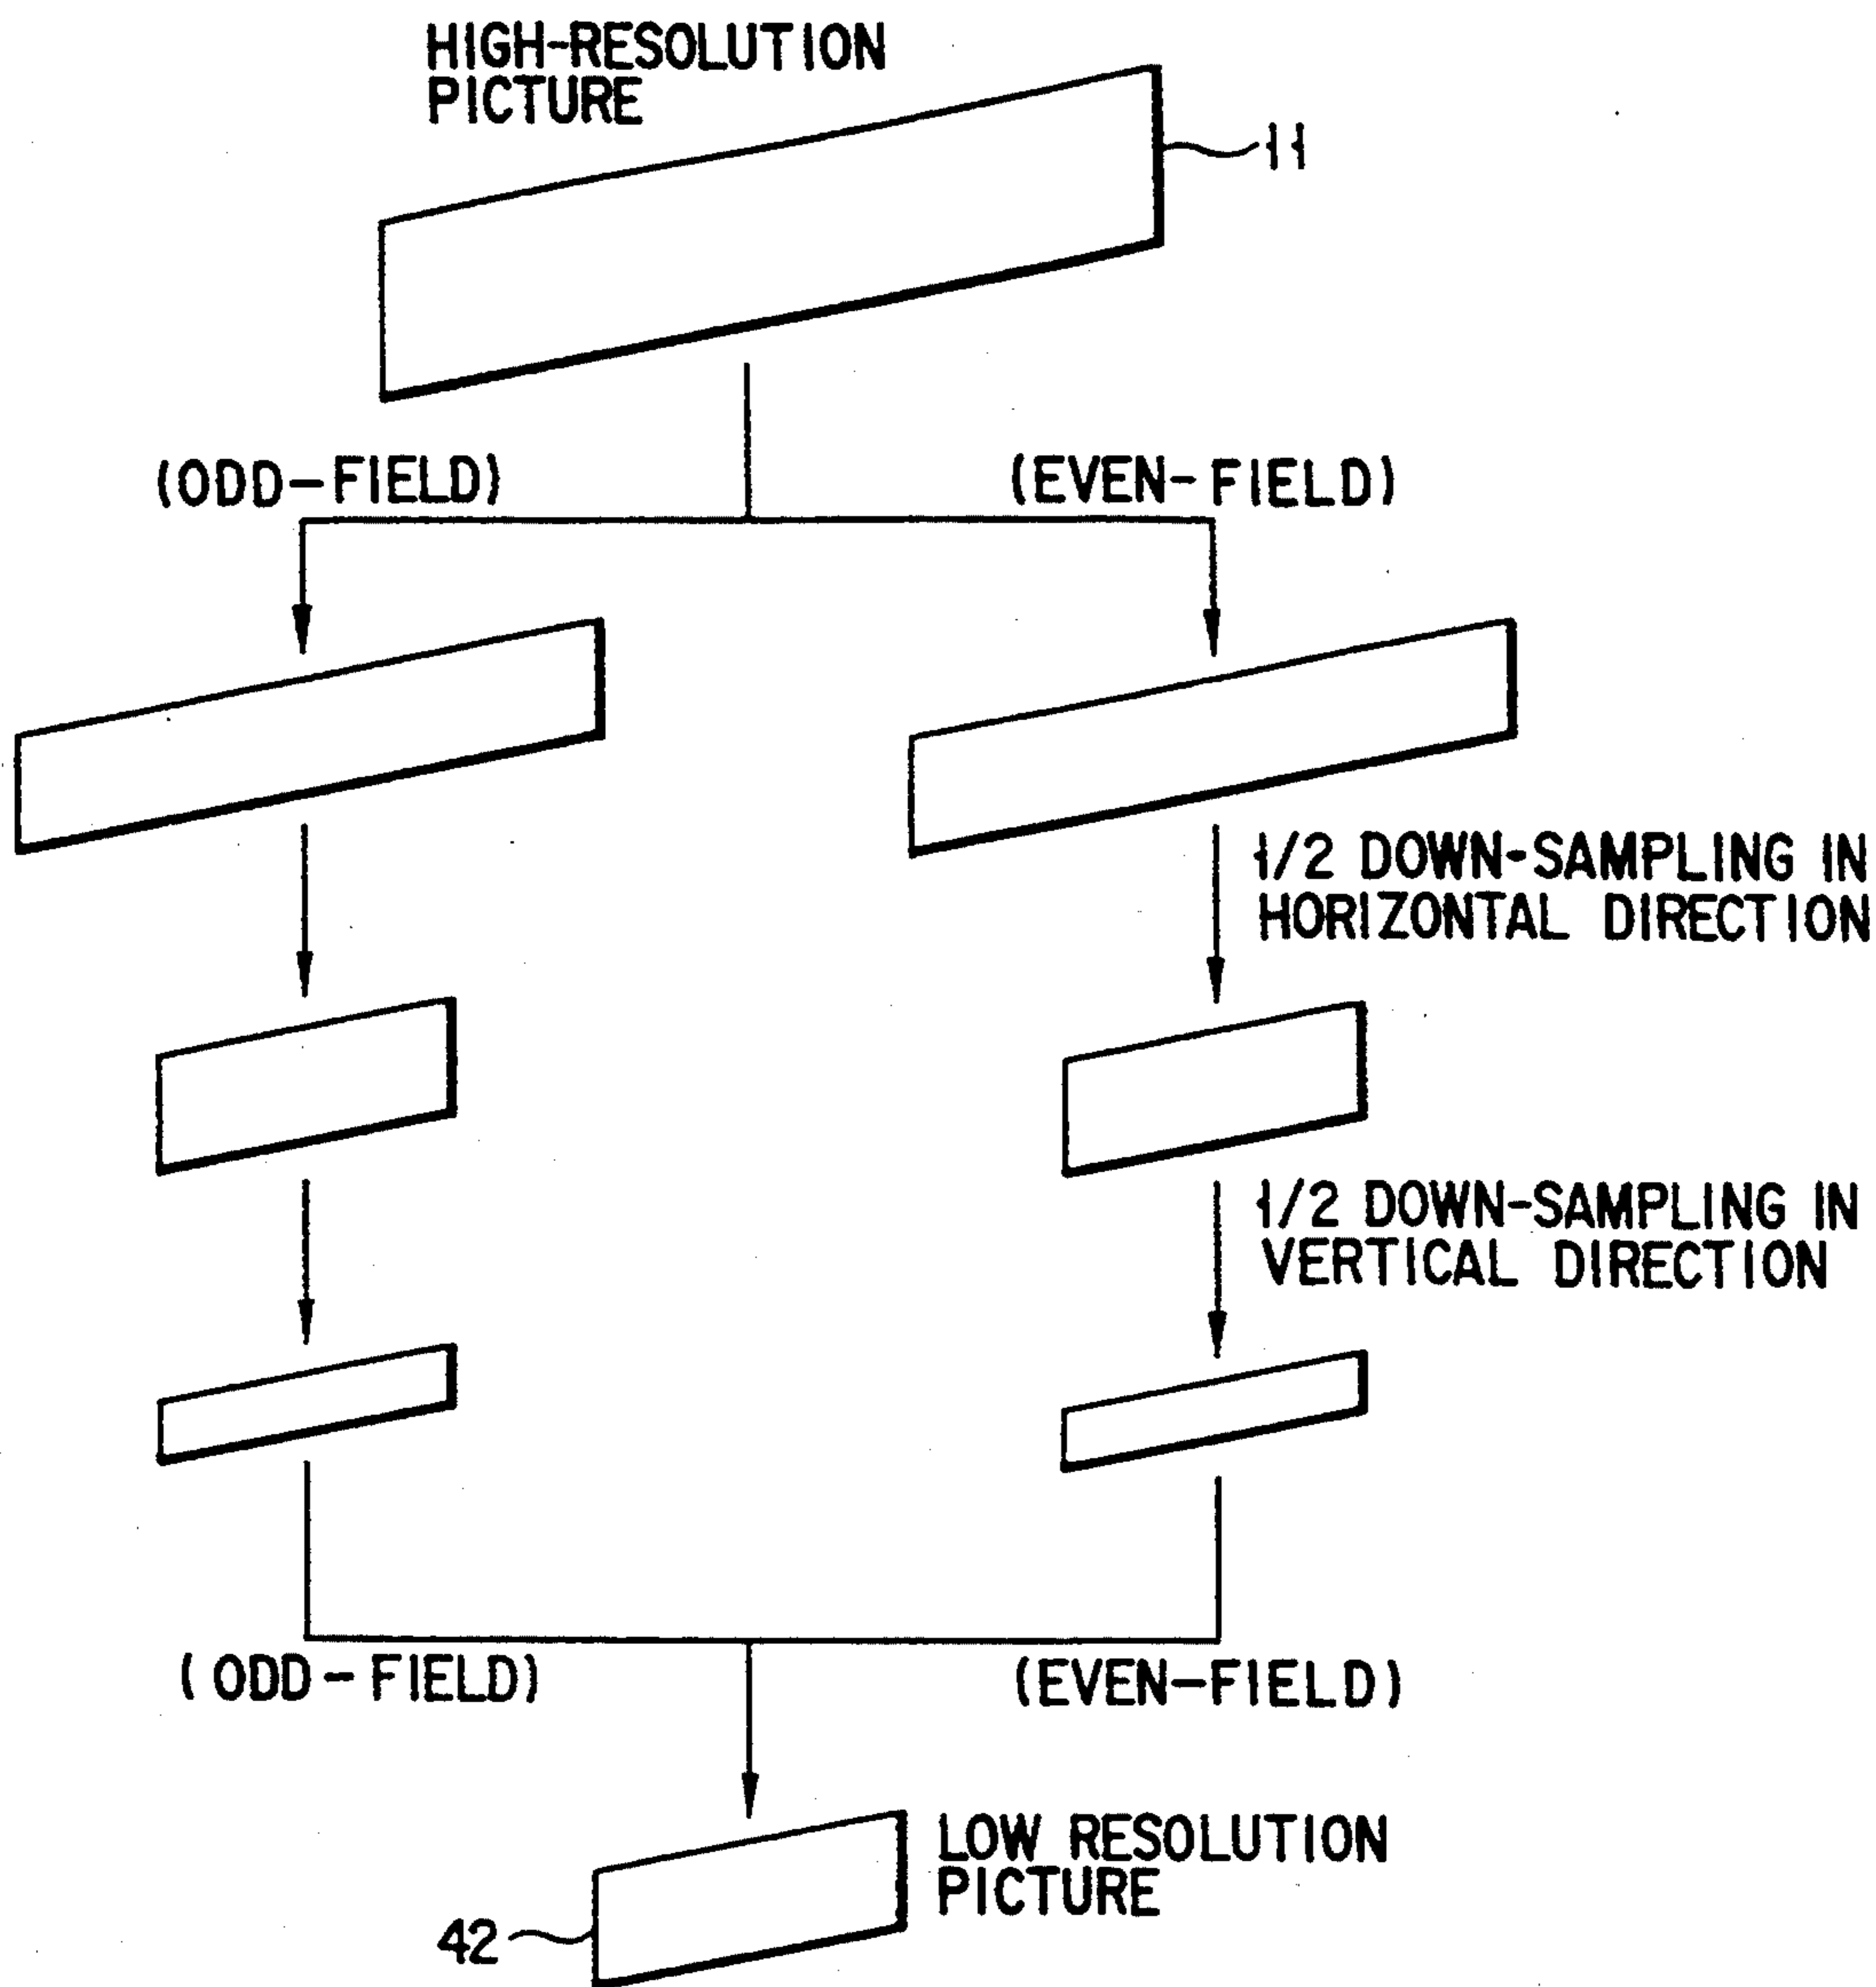 HIGH-RESOLUTION
PICTURE
11
(ODD-FIELD)
(EVEN-FIELD)
1/2 DOWN-SAMPLING IN
HORIZONTAL DIRECTION
1/2 DOWN-SAMPLING IN
VERTICAL DIRECTION
(ODD-FIELD)
(EVEN-FIELD)
LOW RESOLUTION
PICTURE
42